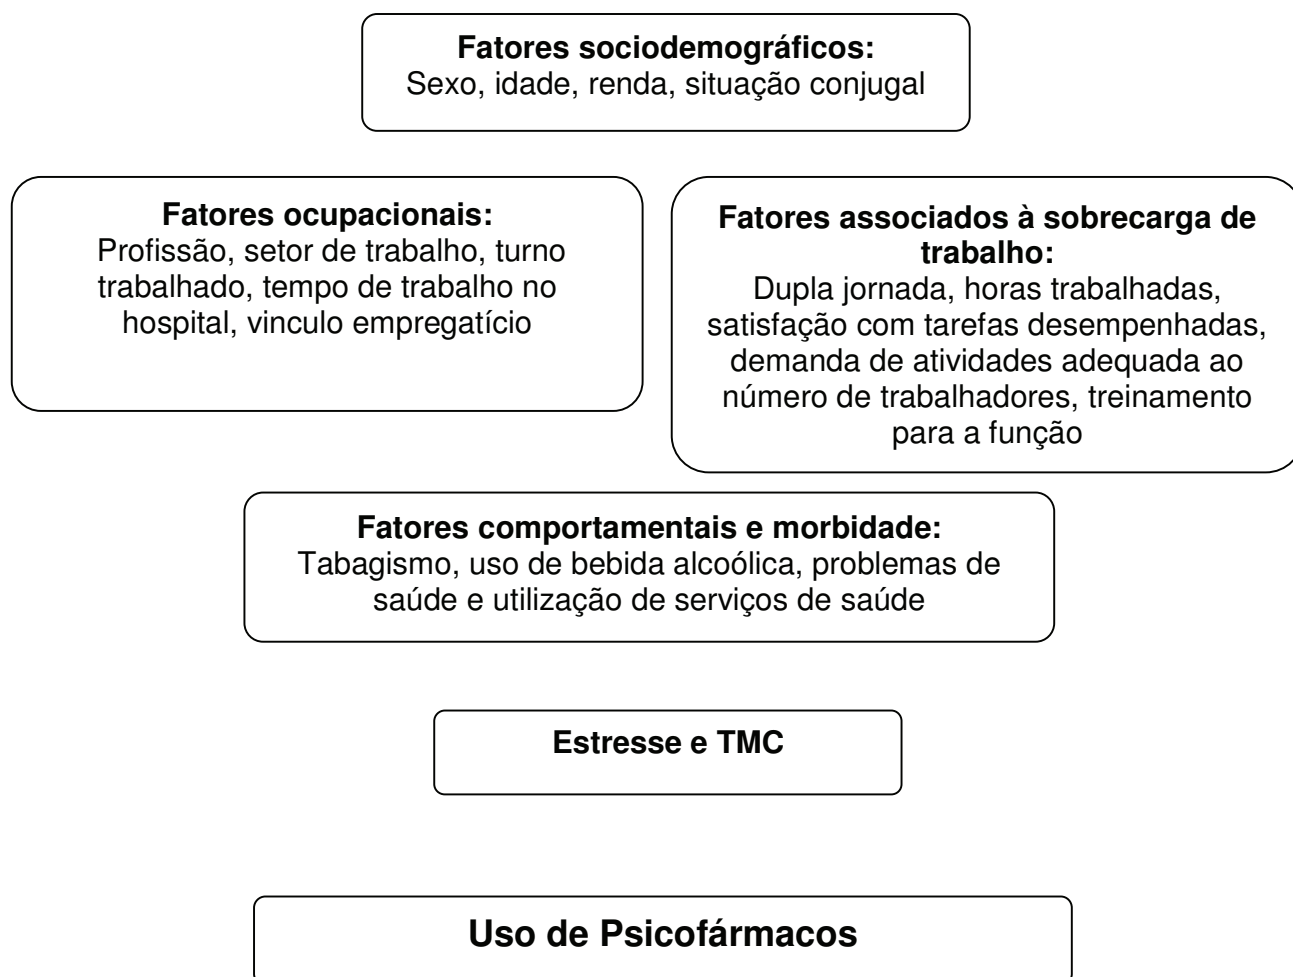 Fatores sociodemográficos:
Sexo, idade, renda, situação conjugal
Fatores ocupacionais:
Profissão, setor de trabalho, turno
trabalhado, tempo de trabalho no
hospital, vinculo empregatício
Fatores associados à sobrecarga de
trabalho:
Dupla jornada, horas trabalhadas,
satisfação com tarefas desempenhadas,
demanda de atividades adequada ao
número de trabalhadores, treinamento
para a função
Fatores comportamentais e morbidade:
Tabagismo, uso de bebida alcoólica, problemas de
saúde e utilização de serviços de saúde
Estresse e TMC
Uso de Psicofármacos